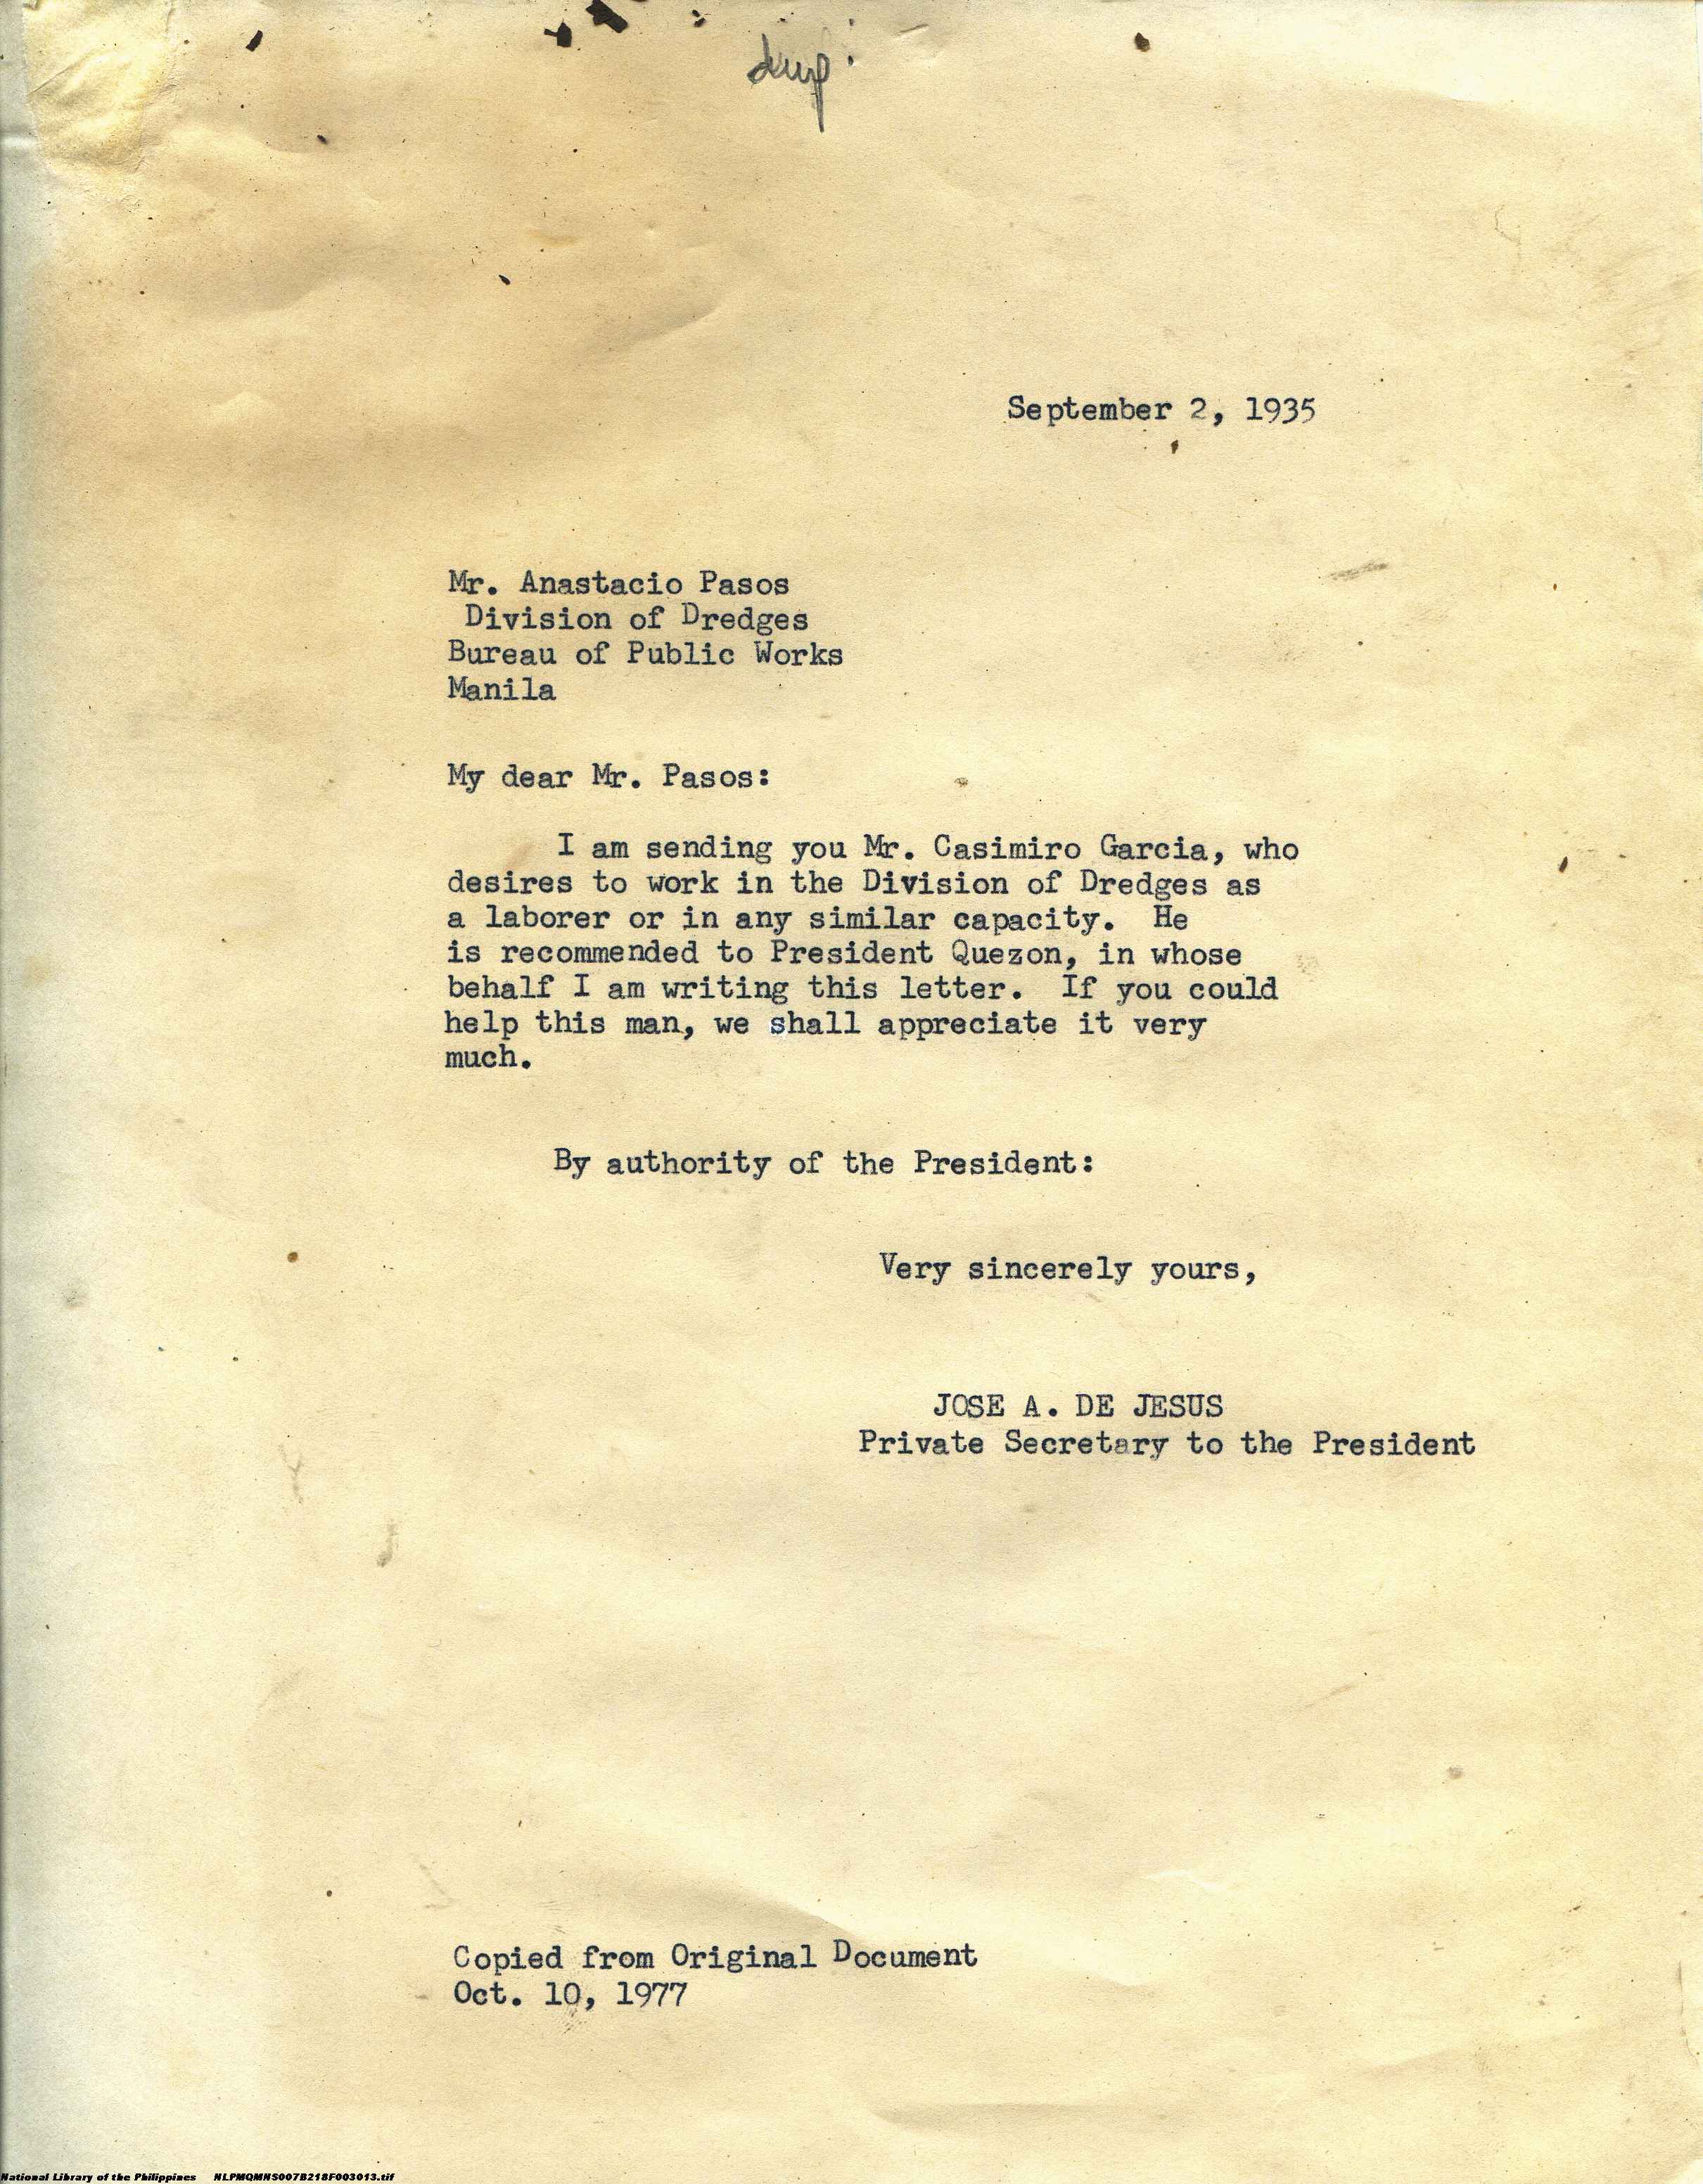 dup.
September 2, 1935
Mr. Anastacio Pasos
Division of Dredges
Bureau of Public Works
Manila
My dear Mr. Pasos:
I am sending you Mr. Casimiro Garcia, who
desires to work in the Division of Dredges as
a laborer or in any similar capacity. He
is recommended to President Quezon, in whose
behalf I am writing this letter. If you could
help this man, we shall appreciate it very
much.
By authority of the President:
Very sincerely yours,
JOSE A. DE JESUS
Private Secretary to the President
Copied from Original Document
Oct. 10, 1977
National Library of the Philippines NLPMQMNS007B218F003013.tif